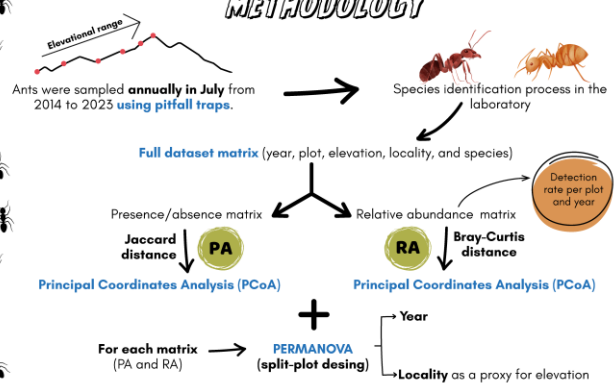 METHODOLOGY
Elevational range
Ants were sampled annually in July from
2014 to 2023 using pitfall traps.
Species identification process in the
laboratory
Full dataset matrix (year, plot, elevation, locality, and species)
Detection
rate per plot
and year
Presence/absence matrix
Relative abundance matrix
Jaccard
distance
PA
RA
Bray-Curtis
distance
Principal Coordinates Analysis (PCoA)
Principal Coordinates Analysis (PCoA)
+
Year
For each matrix
(PA and RA)
PERMANOVA
(split-plot desing)
Locality as a proxy for elevation